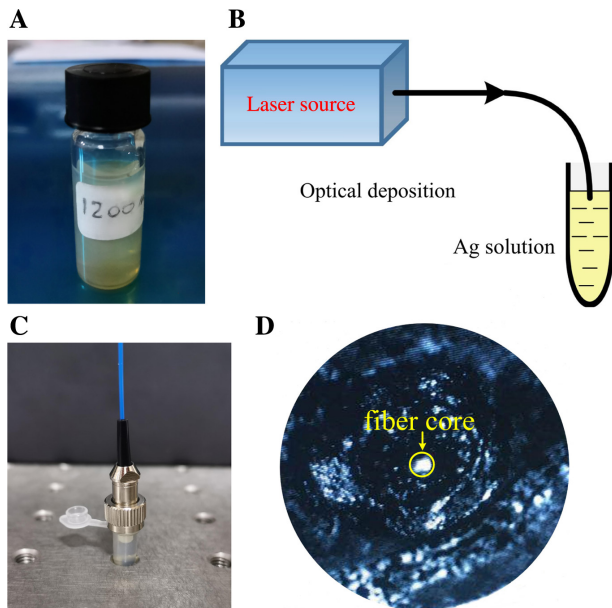 A
1200
B
Laser source
Optical deposition
Ag solution
C
D
fiber core